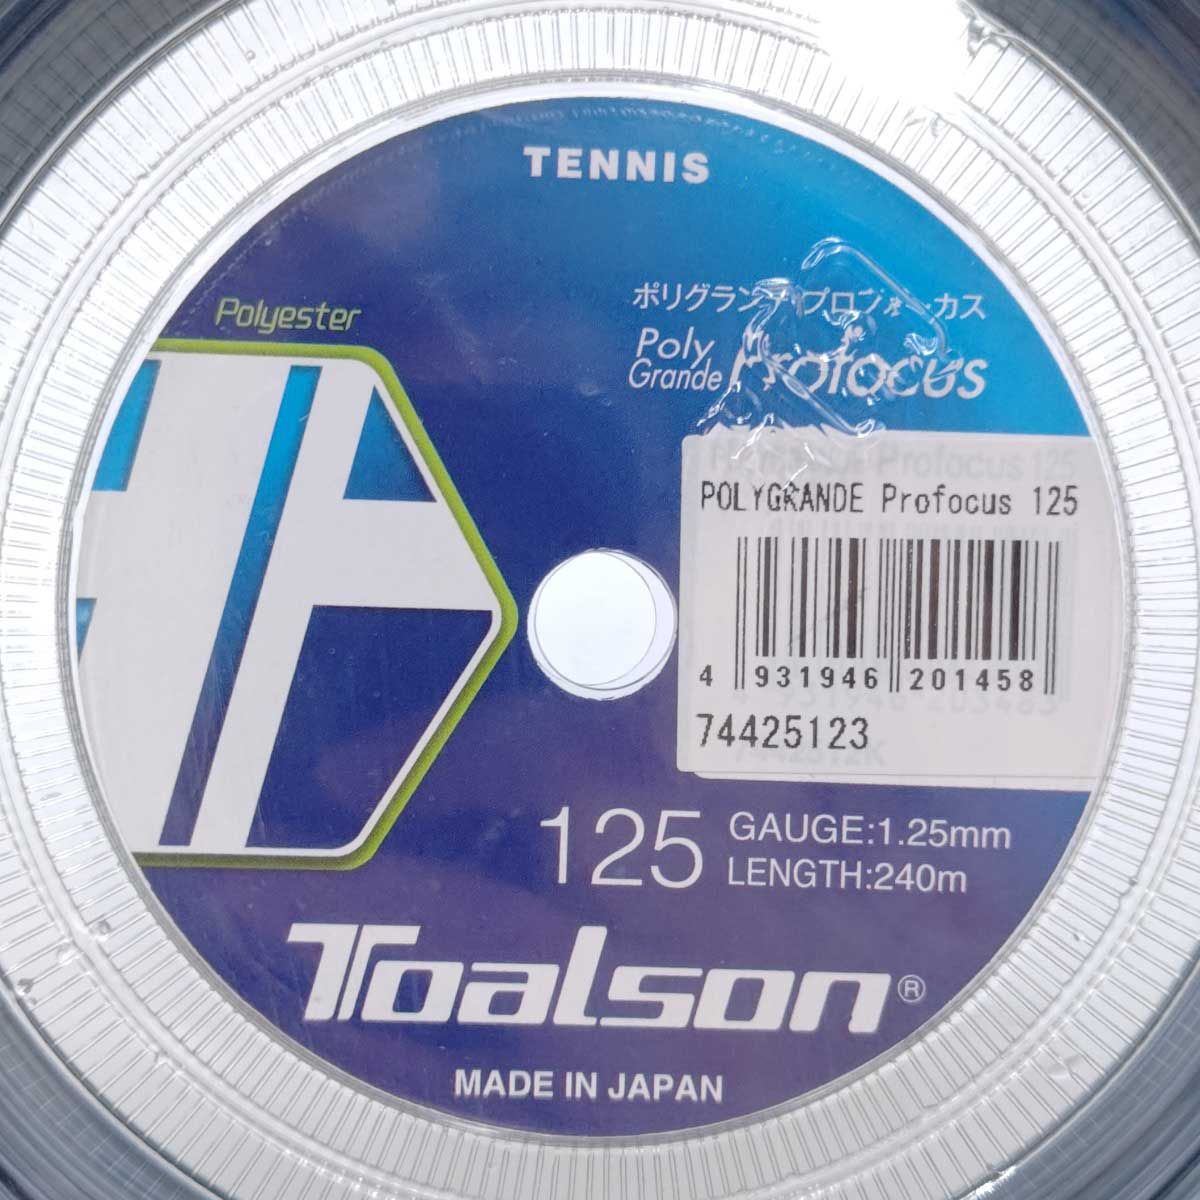 TENNIS
Polyester
ポリグランデ・プロフォーカス
Poly
Grande Profocus
POLYGRANDE Profocus 125
4 931946 201458
74425123
125
GAUGE:1.25mm
LENGTH:240m
Toalson®
MADE IN JAPAN